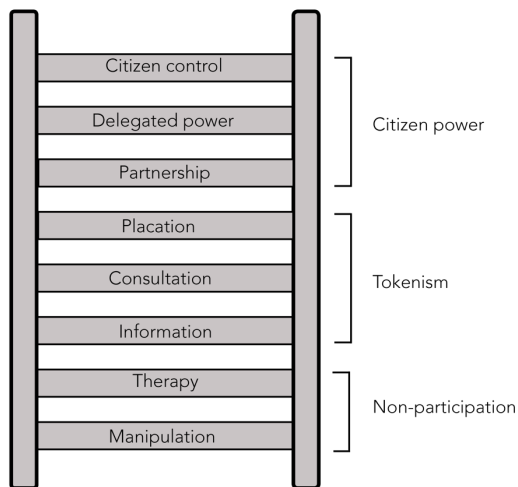 Citizen control
Delegated power
Partnership
Citizen power
Placation
Consultation
Information
Tokenism
Therapy
Manipulation
Non-participation